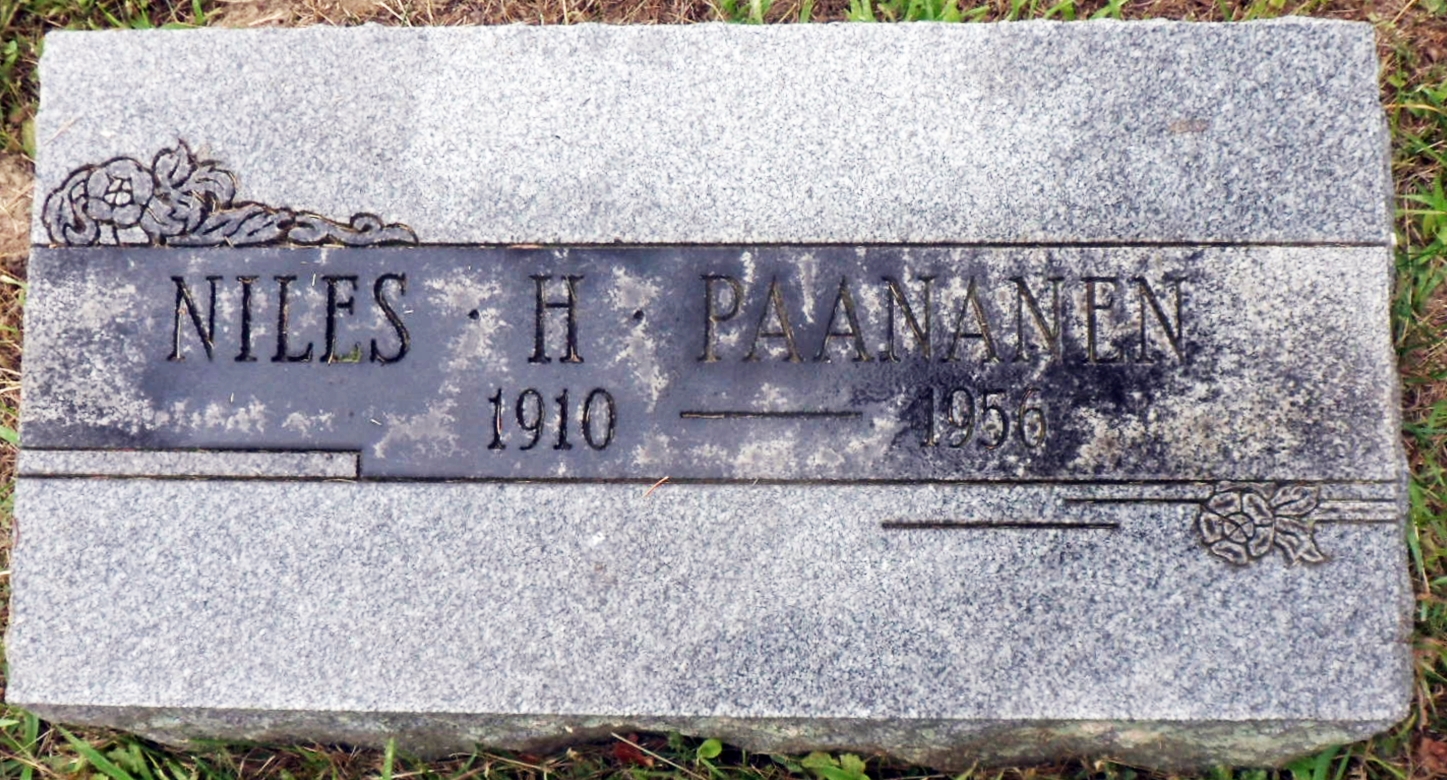 NILES · H · PAANANEN
1910 — 1956